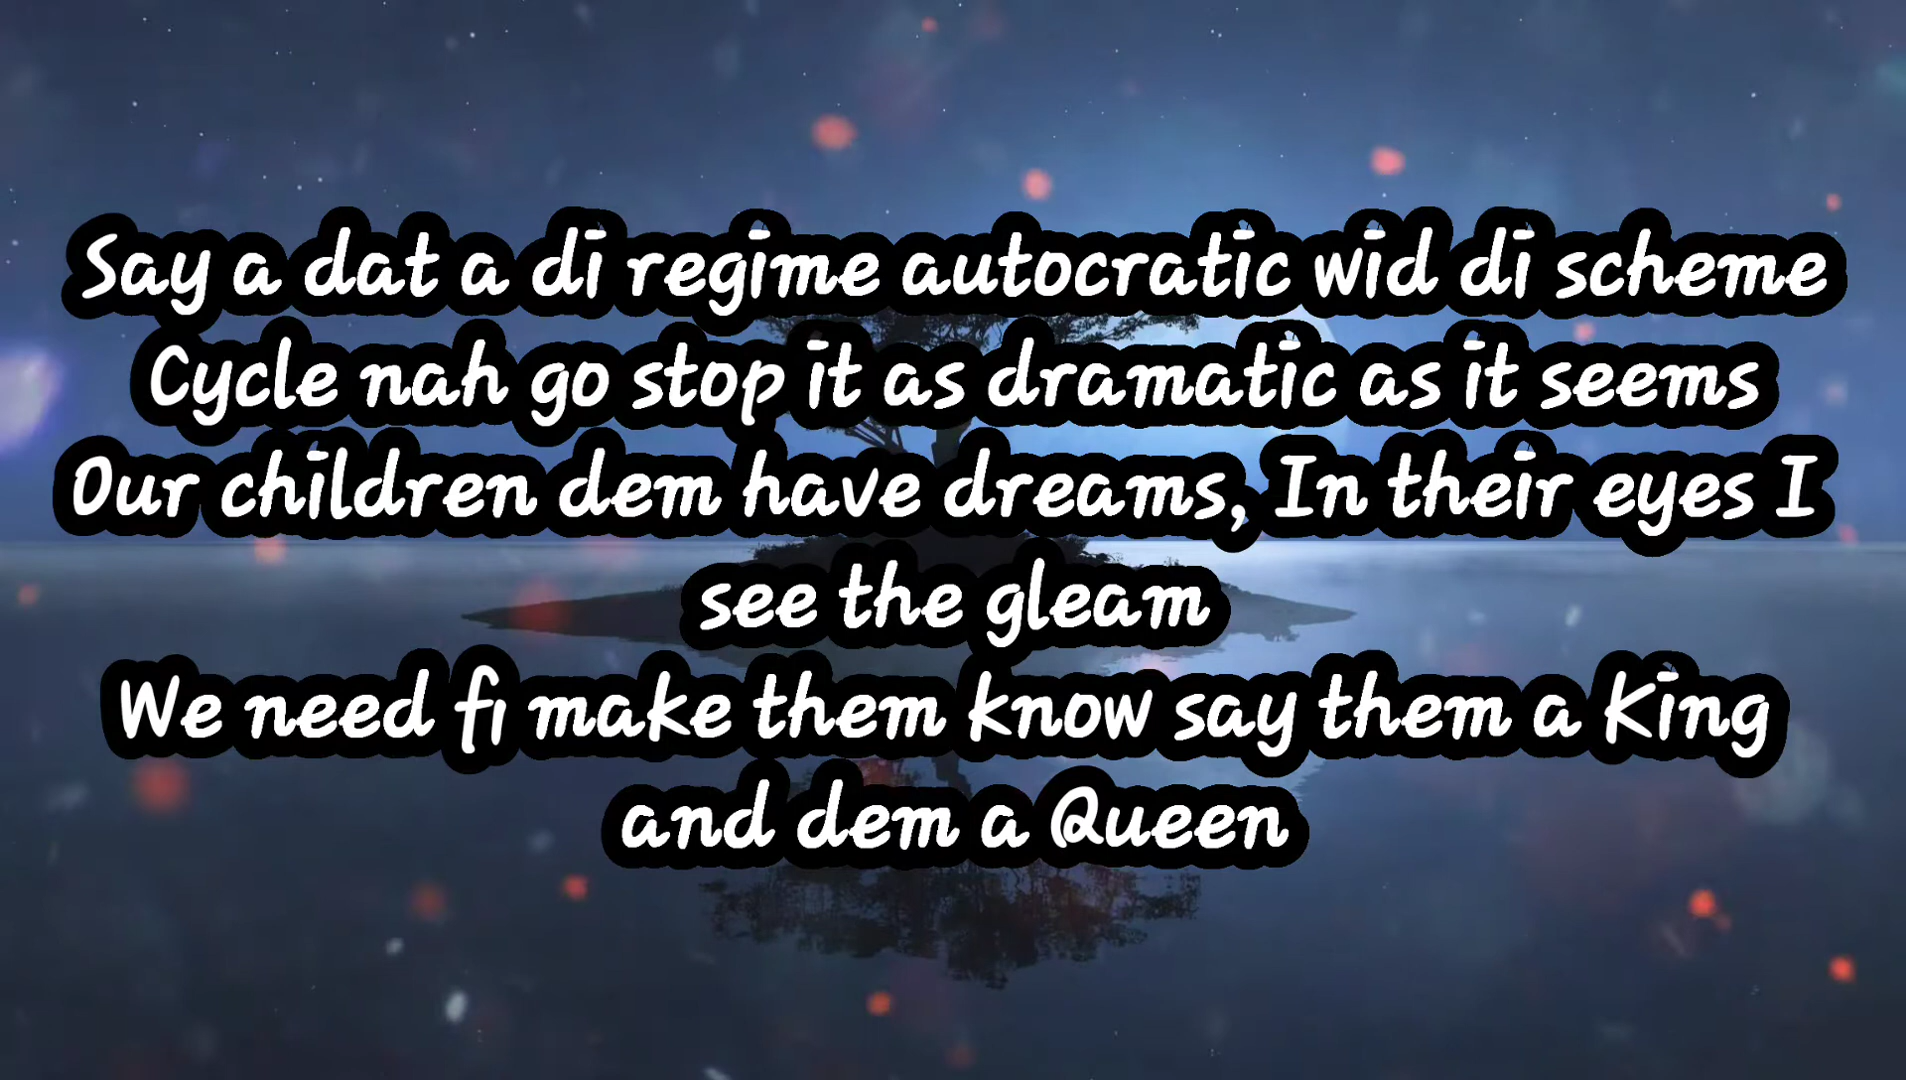 Say a dat a di regime autocratic wid di scheme
Cycle nah go stop it as dramatic as it seems
Our children dem have dreams, In their eyes I
see the gleam
We need fi make them know say them a King
and dem a Queen